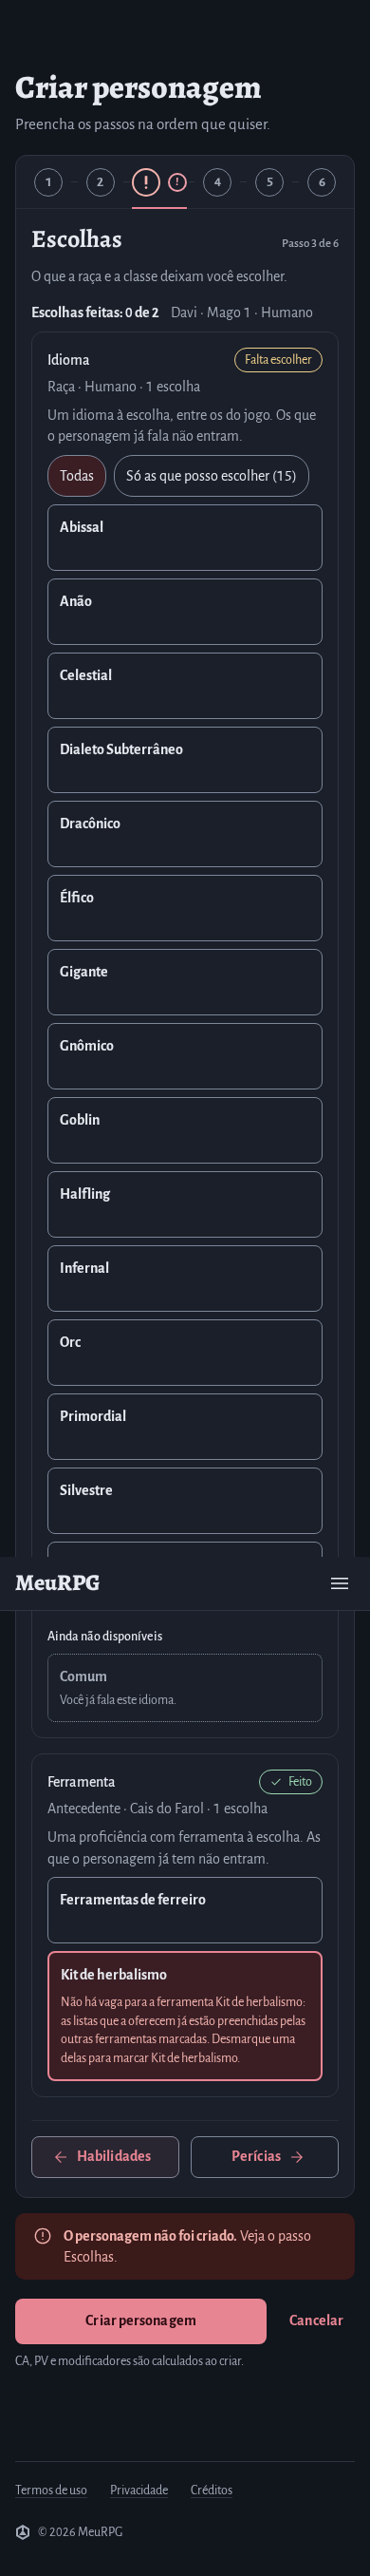 Criar personagem
Preencha os passos na ordem que quiser.
1 2 ! ! 4 5 6
Escolhas
Passo 3 de 6
O que a raça e a classe deixam você escolher.
Escolhas feitas: 0 de 2 Davi · Mago 1 · Humano
Idioma
Falta escolher
Raça · Humano · 1 escolha
Um idioma à escolha, entre os do jogo. Os que
o personagem já fala não entram.
Todas
Só as que posso escolher (15)
Abissal
Anão
Celestial
Dialeto Subterrâneo
Dracônico
Élfico
Gigante
Gnômico
Goblin
Halfling
Infernal
Orc
Primordial
Silvestre
MeuRPG
Ainda não disponíveis
Comum
Você já fala este idioma.
Ferramenta
Feito
Antecedente · Cais do Farol · 1 escolha
Uma proficiência com ferramenta à escolha. As
que o personagem já tem não entram.
Ferramentas de ferreiro
Kit de herbalismo
Não há vaga para a ferramenta Kit de herbalismo:
as listas que a oferecem já estão preenchidas pelas
outras ferramentas marcadas. Desmarque uma
delas para marcar Kit de herbalismo.
Habilidades
Perícias
O personagem não foi criado. Veja o passo
Escolhas.
Criar personagem
Cancelar
CA, PV e modificadores são calculados ao criar.
Termos de uso
Privacidade
Créditos
© 2026 MeuRPG